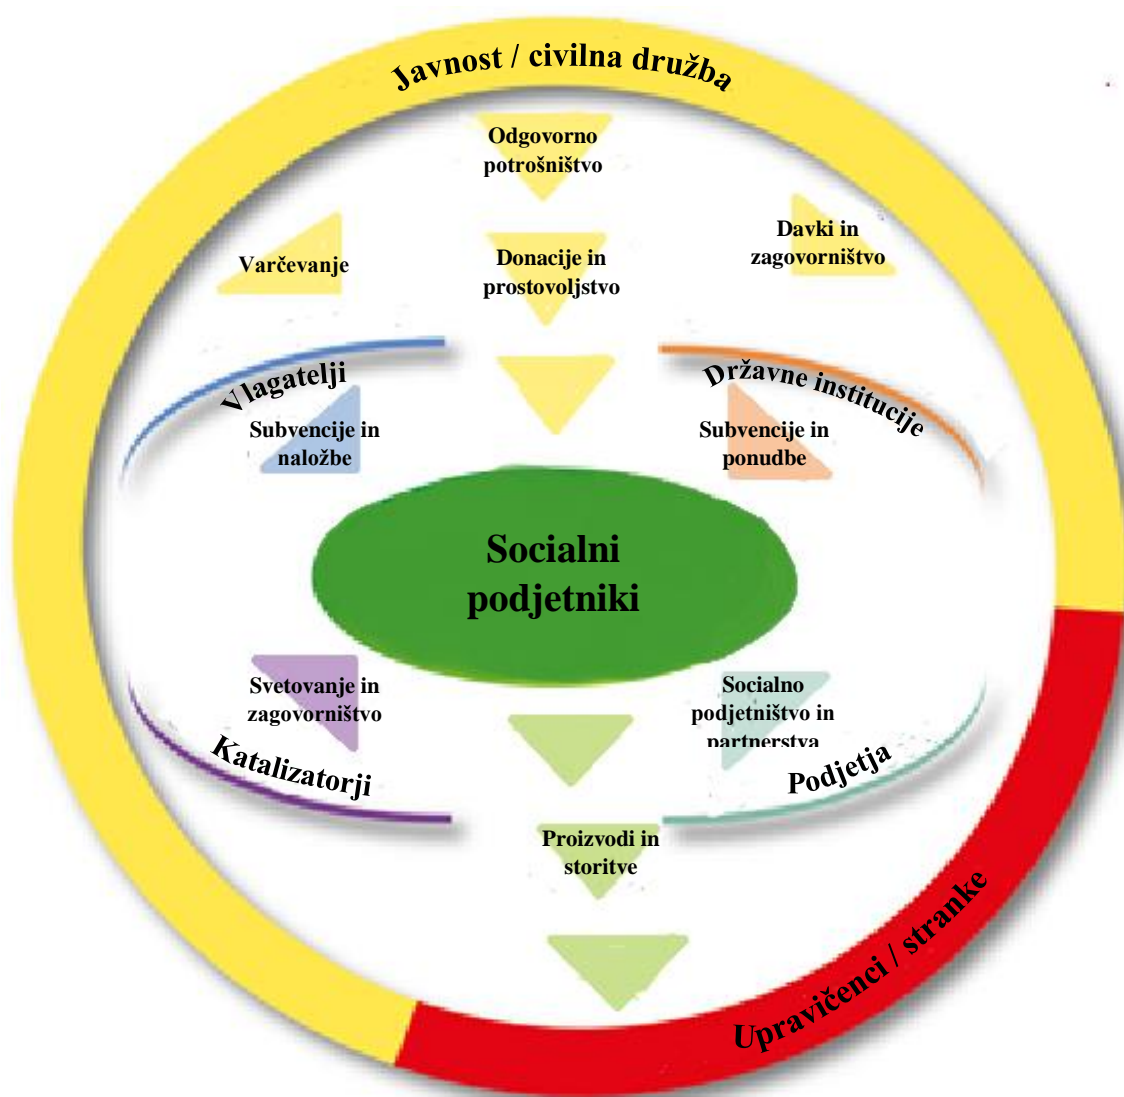 Javnost / civilna družba
Odgovorno
potrošništvo
Varčevanje
Donacije in
prostovoljstvo
Davki in
zagovorništvo
Vlagatelji
Subvencije in
naložbe
Državne institucije
Subvencije in
ponudbe
Socialni
podjetniki
Svetovanje in
zagovorništvo
Katalizatorji
Socialno
podjetništvo in
partnerstva
Podjetja
Proizvodi in
storitve
Upravičenci / stranke